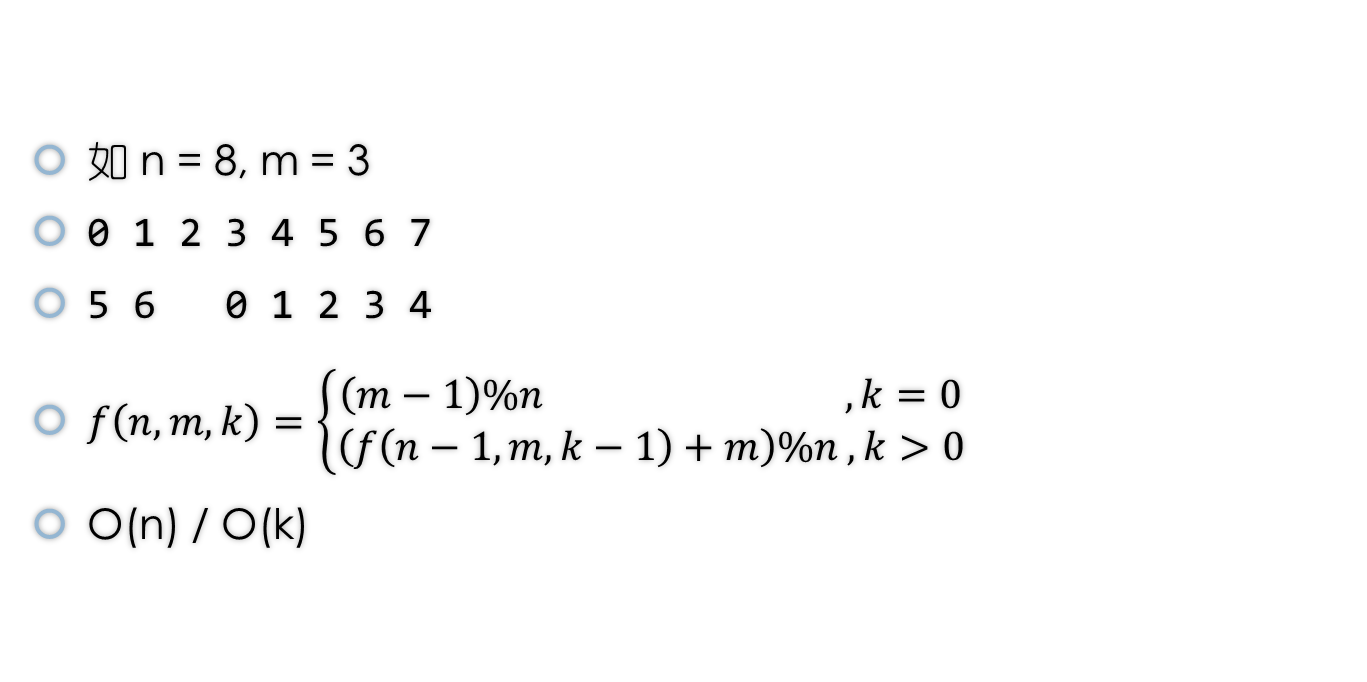 如 n = 8, m = 3
0 1 2 3 4 5 6 7
5 6   0 1 2 3 4
f(n, m, k) = {(m − 1)%n , k = 0
(f(n − 1, m, k − 1) + m)%n , k > 0
O(n) / O(k)